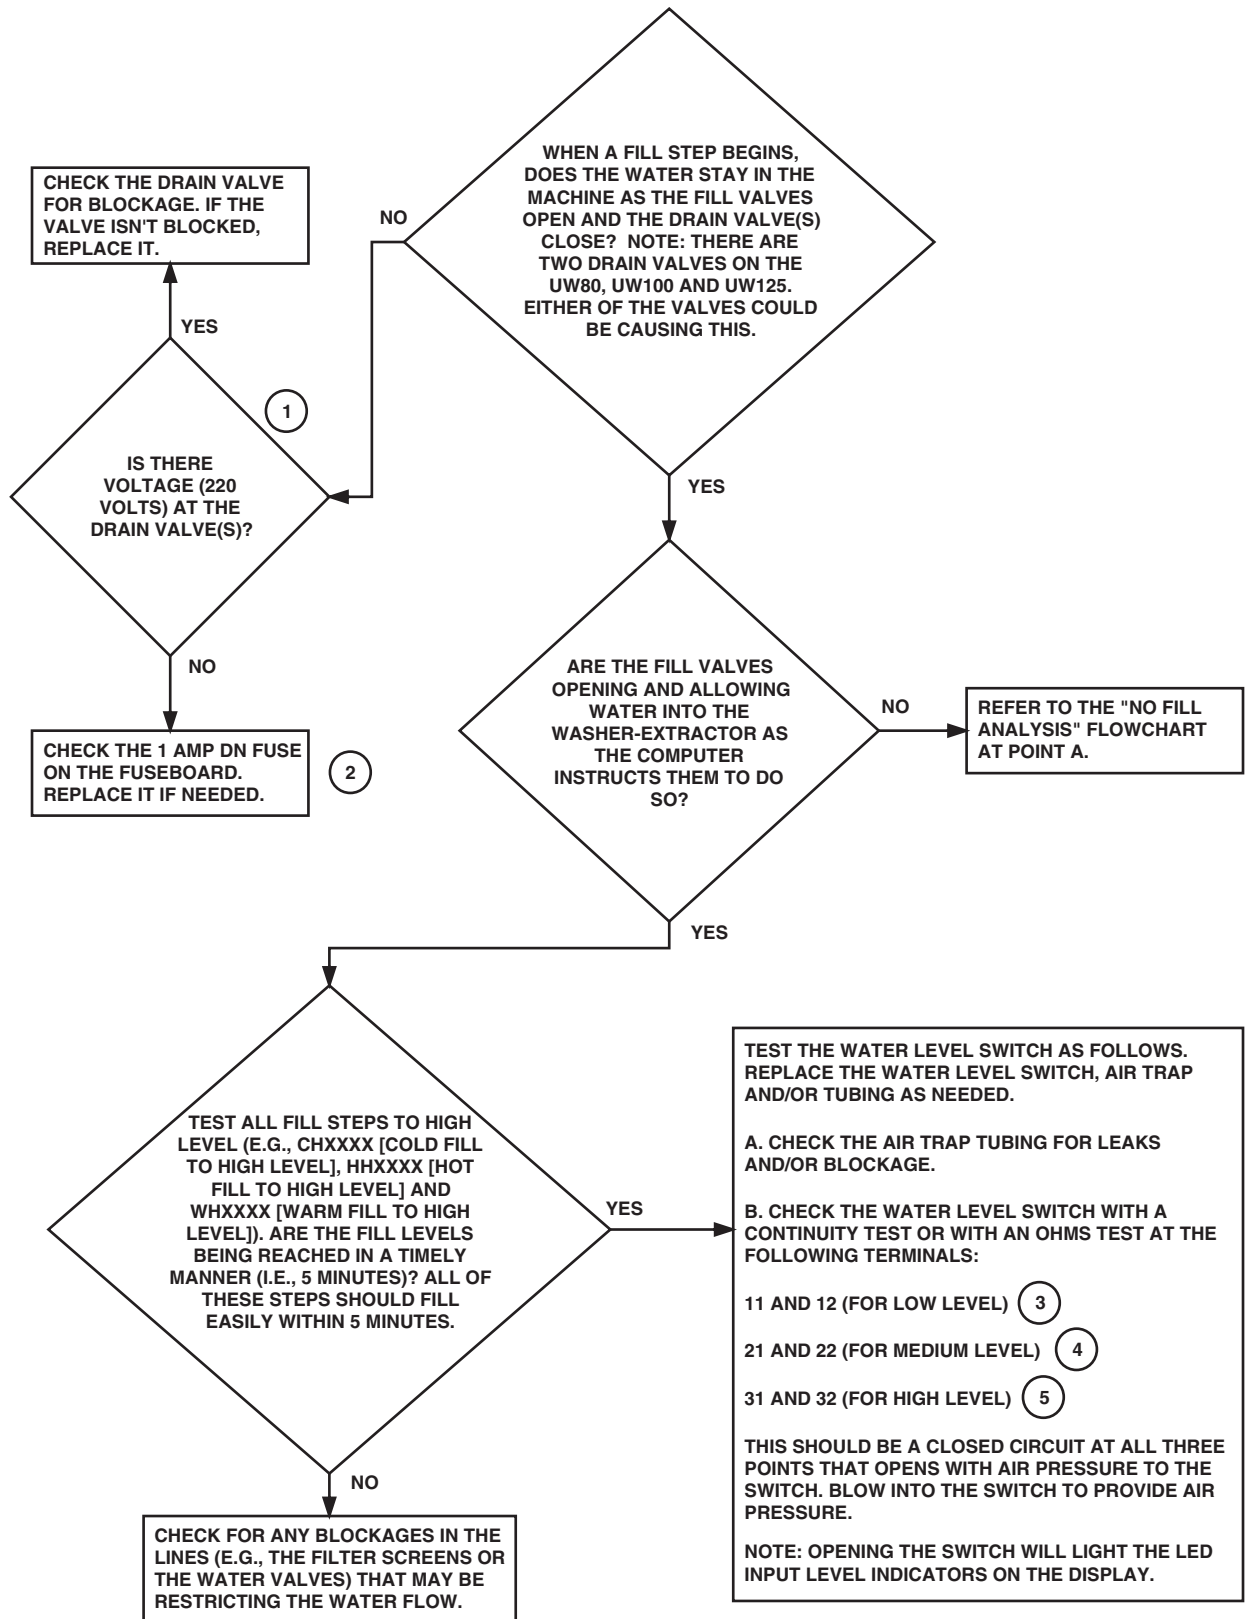 WHEN A FILL STEP BEGINS,
DOES THE WATER STAY IN THE
MACHINE AS THE FILL VALVES
OPEN AND THE DRAIN VALVE(S)
CLOSE? NOTE: THERE ARE
TWO DRAIN VALVES ON THE
UW80, UW100 AND UW125.
EITHER OF THE VALVES COULD
BE CAUSING THIS.
NO
CHECK THE DRAIN VALVE
FOR BLOCKAGE. IF THE
VALVE ISN'T BLOCKED,
REPLACE IT.
YES
1
IS THERE
VOLTAGE (220
VOLTS) AT THE
DRAIN VALVE(S)?
NO
CHECK THE 1 AMP DN FUSE
ON THE FUSEBOARD.
REPLACE IT IF NEEDED.
2
YES
ARE THE FILL VALVES
OPENING AND ALLOWING
WATER INTO THE
WASHER-EXTRACTOR AS
THE COMPUTER
INSTRUCTS THEM TO DO
SO?
NO
REFER TO THE "NO FILL
ANALYSIS" FLOWCHART
AT POINT A.
YES
TEST ALL FILL STEPS TO HIGH
LEVEL (E.G., CHXXXX [COLD FILL
TO HIGH LEVEL], HHXXXX [HOT
FILL TO HIGH LEVEL] AND
WHXXXX [WARM FILL TO HIGH
LEVEL]). ARE THE FILL LEVELS
BEING REACHED IN A TIMELY
MANNER (I.E., 5 MINUTES)? ALL OF
THESE STEPS SHOULD FILL
EASILY WITHIN 5 MINUTES.
YES
TEST THE WATER LEVEL SWITCH AS FOLLOWS.
REPLACE THE WATER LEVEL SWITCH, AIR TRAP
AND/OR TUBING AS NEEDED.
A. CHECK THE AIR TRAP TUBING FOR LEAKS
AND/OR BLOCKAGE.
B. CHECK THE WATER LEVEL SWITCH WITH A
CONTINUITY TEST OR WITH AN OHMS TEST AT THE
FOLLOWING TERMINALS:
11 AND 12 (FOR LOW LEVEL) 3
21 AND 22 (FOR MEDIUM LEVEL) 4
31 AND 32 (FOR HIGH LEVEL) 5
THIS SHOULD BE A CLOSED CIRCUIT AT ALL THREE
POINTS THAT OPENS WITH AIR PRESSURE TO THE
SWITCH. BLOW INTO THE SWITCH TO PROVIDE AIR
PRESSURE.
NOTE: OPENING THE SWITCH WILL LIGHT THE LED
INPUT LEVEL INDICATORS ON THE DISPLAY.
NO
CHECK FOR ANY BLOCKAGES IN THE
LINES (E.G., THE FILTER SCREENS OR
THE WATER VALVES) THAT MAY BE
RESTRICTING THE WATER FLOW.